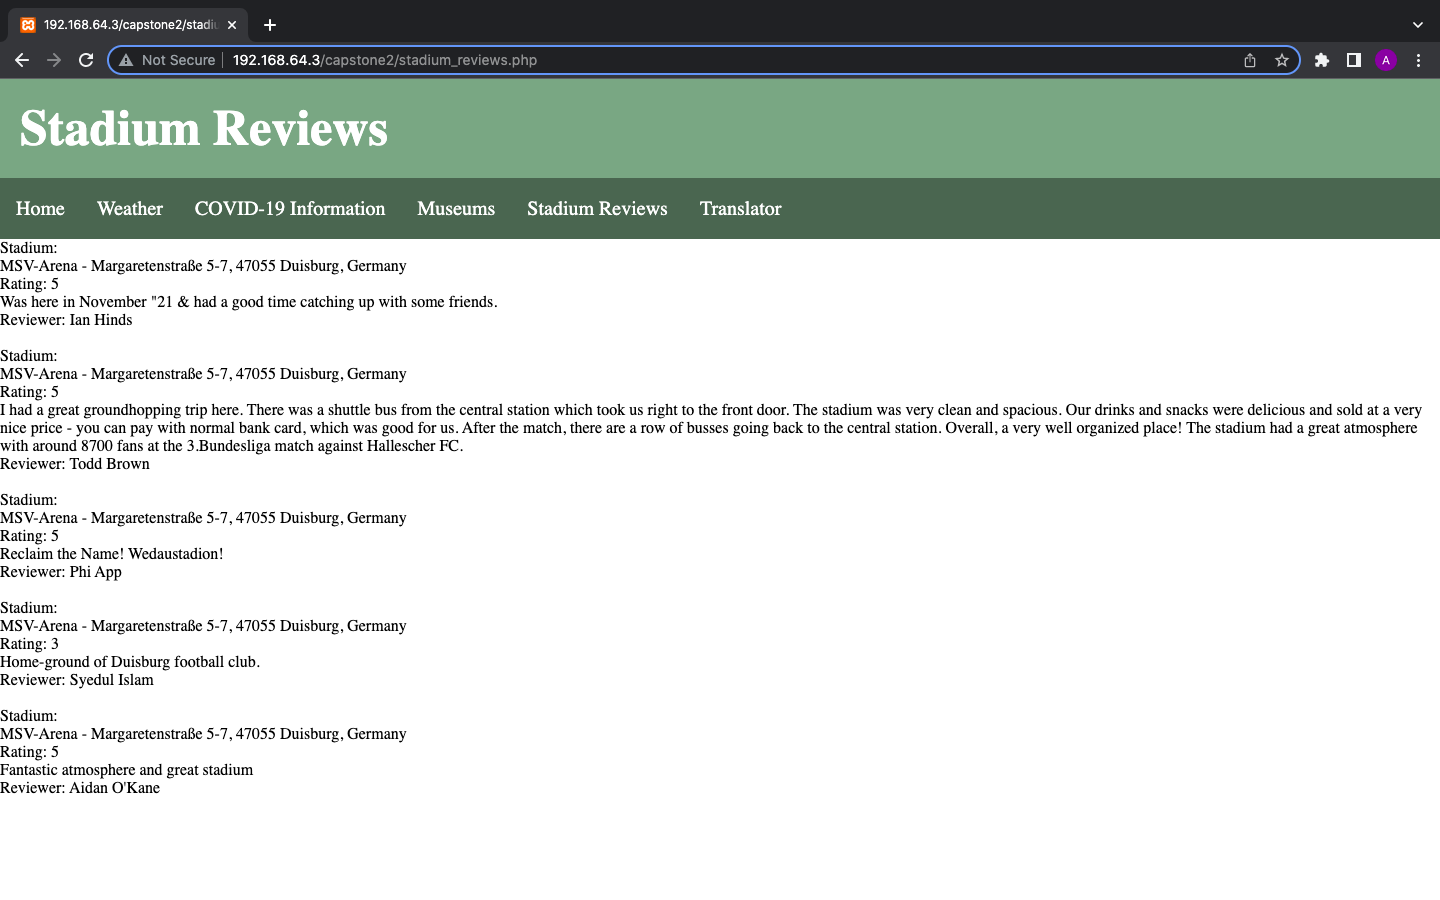 192.168.64.3/capstone2/stadiu
Not Secure 192.168.64.3/capstone2/stadium_reviews.php
A
Stadium Reviews
Home Weather COVID-19 Information Museums Stadium Reviews Translator
Stadium:
MSV-Arena - Margaretenstraße 5-7, 47055 Duisburg, Germany
Rating: 5
Was here in November "21 & had a good time catching up with some friends.
Reviewer: Ian Hinds
Stadium:
MSV-Arena - Margaretenstraße 5-7, 47055 Duisburg, Germany
Rating: 5
I had a great groundhopping trip here. There was a shuttle bus from the central station which took us right to the front door. The stadium was very clean and spacious. Our drinks and snacks were delicious and sold at a very
nice price - you can pay with normal bank card, which was good for us. After the match, there are a row of busses going back to the central station. Overall, a very well organized place! The stadium had a great atmosphere
with around 8700 fans at the 3.Bundesliga match against Hallescher FC.
Reviewer: Todd Brown
Stadium:
MSV-Arena - Margaretenstraße 5-7, 47055 Duisburg, Germany
Rating: 5
Reclaim the Name! Wedaustadion!
Reviewer: Phi App
Stadium:
MSV-Arena - Margaretenstraße 5-7, 47055 Duisburg, Germany
Rating: 3
Home-ground of Duisburg football club.
Reviewer: Syedul Islam
Stadium:
MSV-Arena - Margaretenstraße 5-7, 47055 Duisburg, Germany
Rating: 5
Fantastic atmosphere and great stadium
Reviewer: Aidan O'Kane